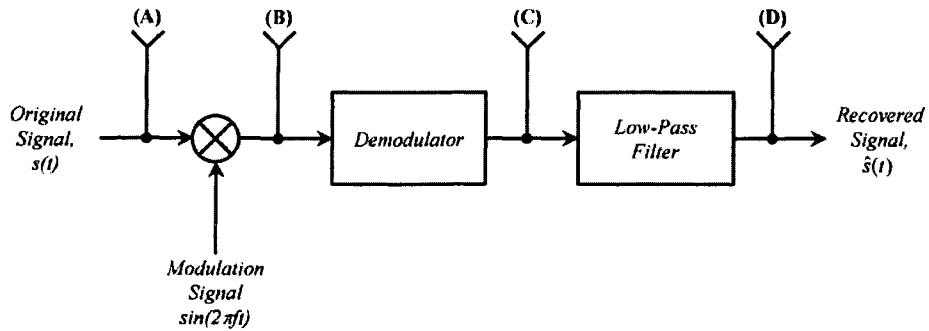 (A)
(B)
(C)
(D)
Original
Signal,
s(t)
Demodulator
Low-Pass
Filter
Recovered
Signal,
ŝ(t)
Modulation
Signal
sin(2πft)